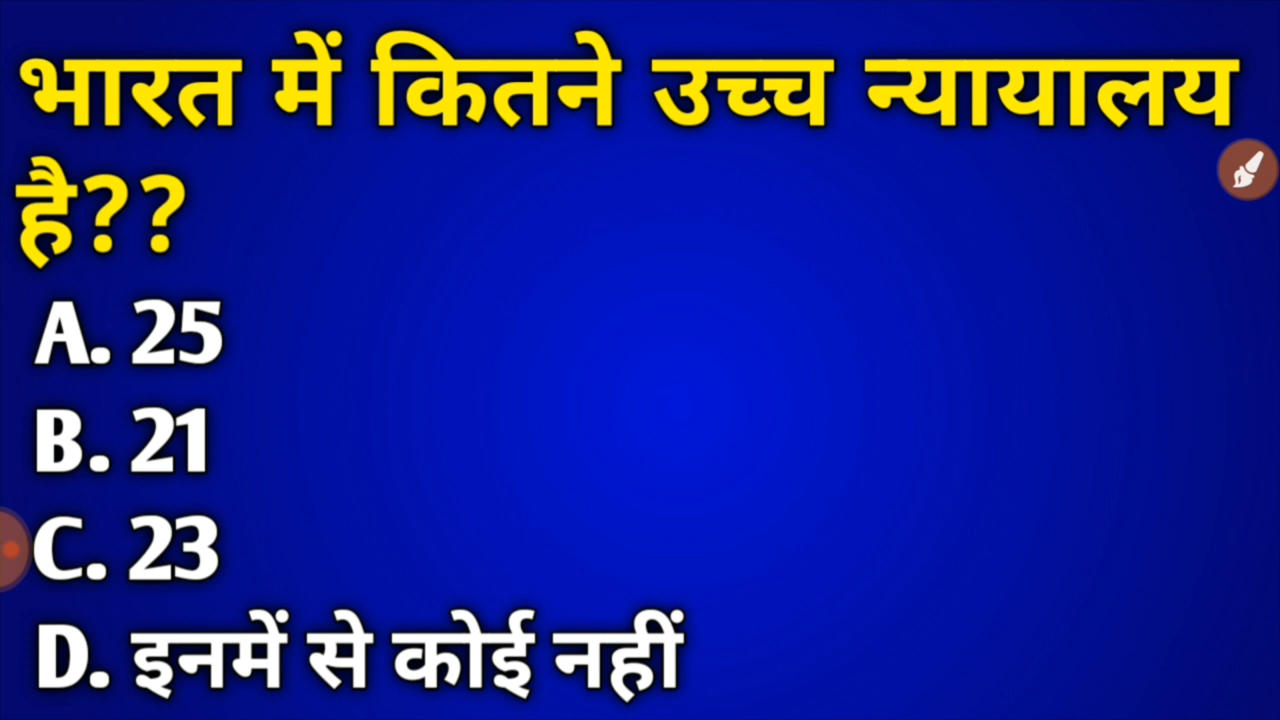 भारत में कितने उच्च न्यायालय
है??
A. 25
B. 21
C. 23
D. इनमें से कोई नहीं